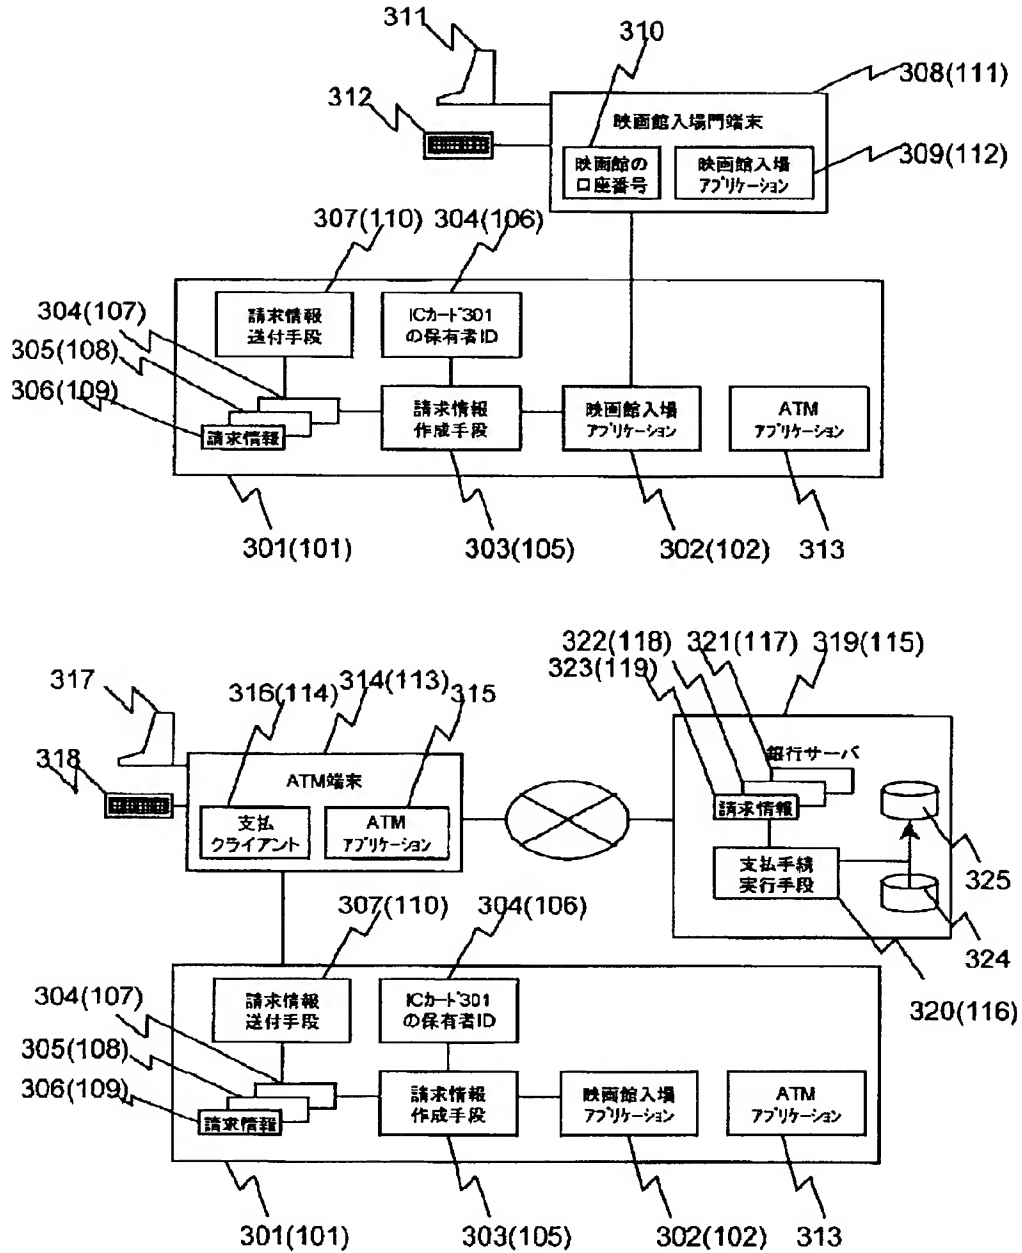 311
310
312
308(111)
映画館入場門端末
映画館の
口座番号
映画館入場
アプリケーション
309(112)
307(110)
304(106)
請求情報
送付手段
ICカード301
の保有者ID
304(107)
305(108)
306(109)
請求情報
請求情報
作成手段
映画館入場
アプリケーション
ATM
アプリケーション
301(101)
303(105)
302(102)
313
322(118)
321(117)
319(115)
323(119)
317
316(114)
314(113)
315
318
ATM端末
支払
クライアント
ATM
アプリケーション
銀行サーバ
請求情報
支払手続
実行手段
325
324
320(116)
307(110)
304(106)
請求情報
送付手段
ICカード301
の保有者ID
304(107)
305(108)
306(109)
請求情報
請求情報
作成手段
映画館入場
アプリケーション
ATM
アプリケーション
301(101)
303(105)
302(102)
313